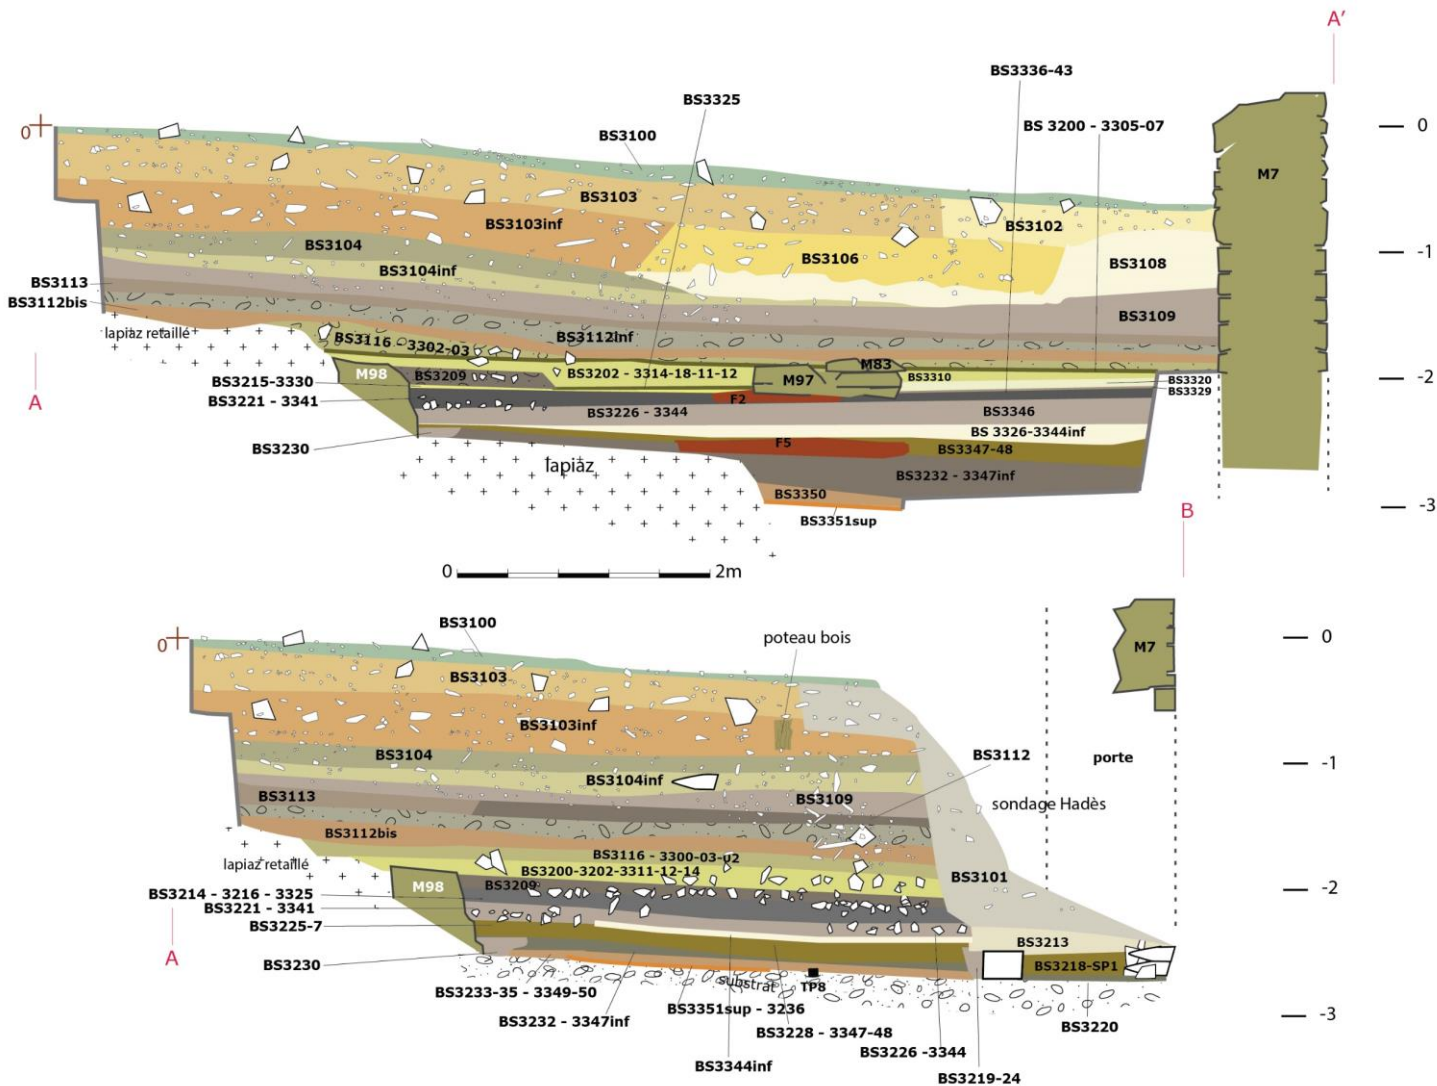 A'
BS3336-43
BS3325
BS 3200 - 3305-07
BS3100
0
0
M7
BS3103
BS3103inf
BS3102
BS3104
BS3106
BS3108
-1
BS3104inf
BS3113
BS3112bis
BS3109
lapiaz retaillé
BS3112inf
BS3116 - 3302-03
M83
M98
BS3209
BS3202 - 3314-18-11-12
M97
BS3310
BS3320
-2
BS3215-3330
BS3329
BS3221 - 3341
F2
A
BS3226 - 3344
BS3346
BS 3326-3344inf
BS3230
F5
BS3347-48
lapiaz
BS3232 - 3347inf
BS3350
-3
BS3351sup
B
0
2m
BS3100
poteau bois
0
0
M7
BS3103
BS3103inf
BS3104
BS3112
porte
-1
BS3104inf
BS3113
BS3109
sondage Hadès
BS3112bis
lapiaz retaillé
BS3116 - 3300-03-02
BS3200-3202-3311-12-14
BS3101
M98
BS3209
-2
BS3214 - 3216 - 3325
BS3221 - 3341
BS3225-7
BS3213
A
BS3230
BS3218-SP1
substrat
TP8
BS3233-35 - 3349-50
BS3351sup - 3236
BS3232 - 3347inf
BS3220
-3
BS3228 - 3347-48
BS3226 -3344
BS3344inf
BS3219-24